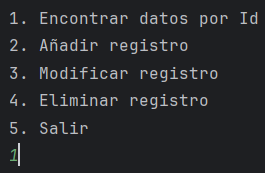 1. Encontrar datos por Id
2. Añadir registro
3. Modificar registro
4. Eliminar registro
5. Salir
1